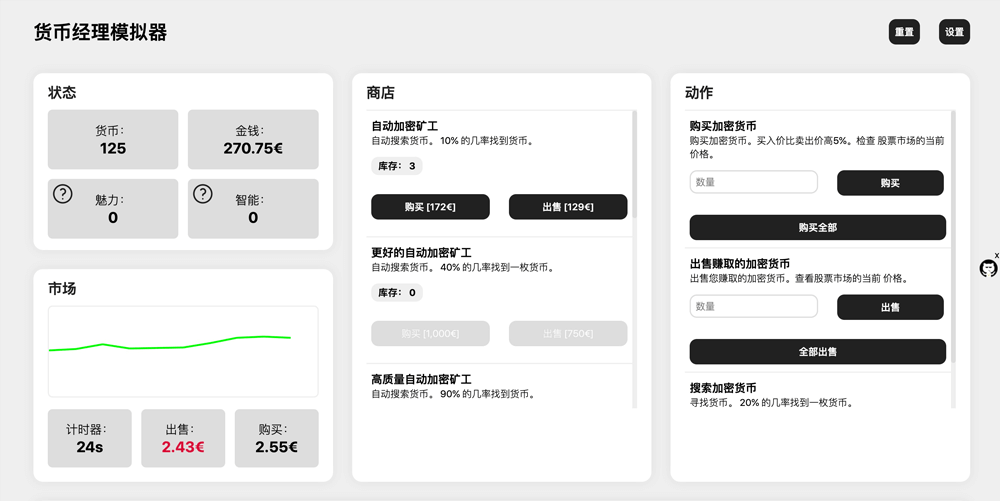 货币经理模拟器
重置
设置
状态
货币：
125
金钱：
270.75€
?
魅力：
0
?
智能：
0
市场
计时器：
24s
出售：
2.43€
购买：
2.55€
商店
自动加密矿工
自动搜索货币。 10% 的几率找到货币。
库存： 3
购买 [172€]
出售 [129€]
更好的自动加密矿工
自动搜索货币。 40% 的几率找到一枚货币。
库存： 0
购买 [1,000€]
出售 [750€]
高质量自动加密矿工
自动搜索货币。 90% 的几率找到货币。
动作
购买加密货币
购买加密货币。买入价比卖出价高5%。检查 股票市场的当前
价格。
数量
购买
购买全部
出售赚取的加密货币
出售您赚取的加密货币。查看股票市场的当前 价格。
数量
出售
全部出售
搜索加密货币
寻找货币。 20% 的几率找到一枚货币。
x